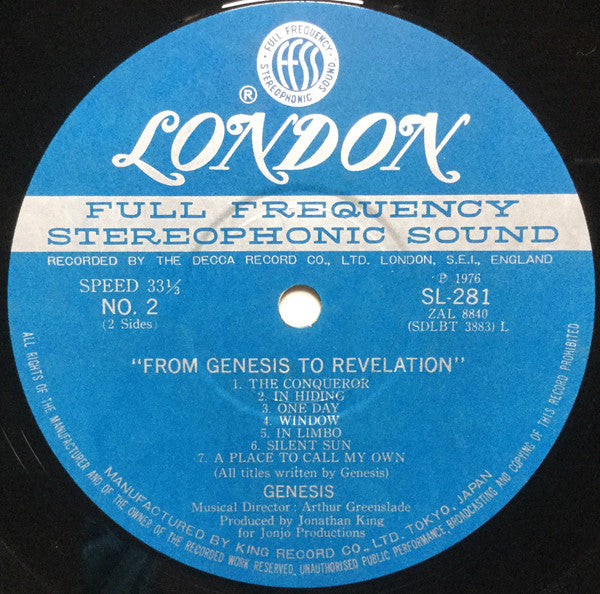 FULL FREQUENCY
ffss
STEREOPHONIC SOUND
®
LONDON
FULL FREQUENCY
STEREOPHONIC SOUND
RECORDED BY THE DECCA RECORD CO., LTD. LONDON, S.E.I., ENGLAND
SPEED 33⅓
NO. 2
(2 Sides)
℗ 1976
SL-281
ZAL 8840
(SDLBT 3883) L
"FROM GENESIS TO REVELATION"
1. THE CONQUEROR
2. IN HIDING
3. ONE DAY
4. WINDOW
5. IN LIMBO
6. SILENT SUN
7. A PLACE TO CALL MY OWN
(All titles written by Genesis)
GENESIS
Musical Director : Arthur Greenslade
Produced by Jonathan King
for Jonjo Productions
MANUFACTURED BY KING RECORD CO., LTD. TOKYO, JAPAN
ALL RIGHTS OF THE MANUFACTURER AND OF THE OWNER OF THE RECORDED WORK RESERVED. UNAUTHORISED PUBLIC PERFORMANCE, BROADCASTING AND COPYING OF THIS RECORD PROHIBITED